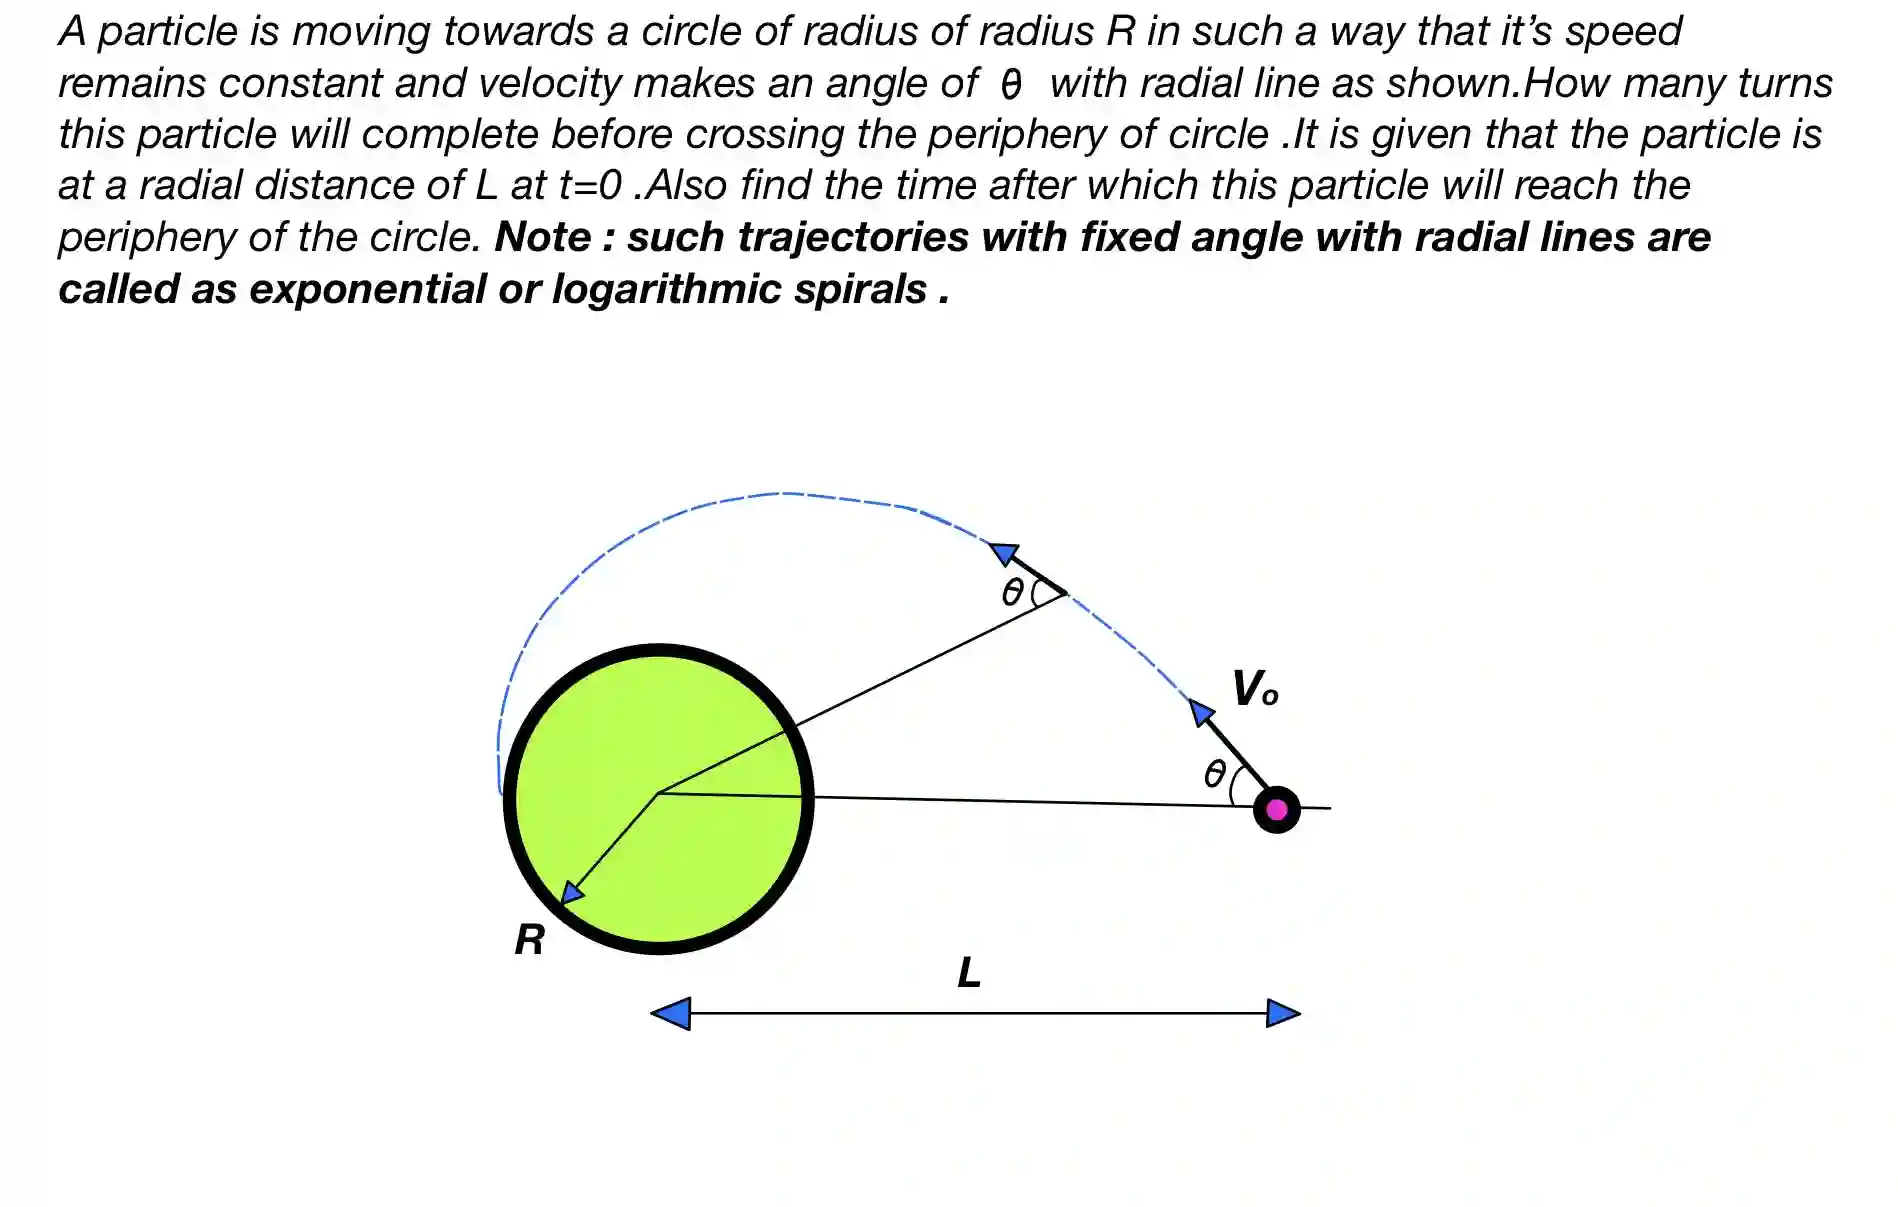 A particle is moving towards a circle of radius of radius R in such a way that it’s speed
remains constant and velocity makes an angle of θ with radial line as shown.How many turns
this particle will complete before crossing the periphery of circle .It is given that the particle is
at a radial distance of L at t=0 .Also find the time after which this particle will reach the
periphery of the circle. Note : such trajectories with fixed angle with radial lines are
called as exponential or logarithmic spirals .
θ
Vo
θ
R
L